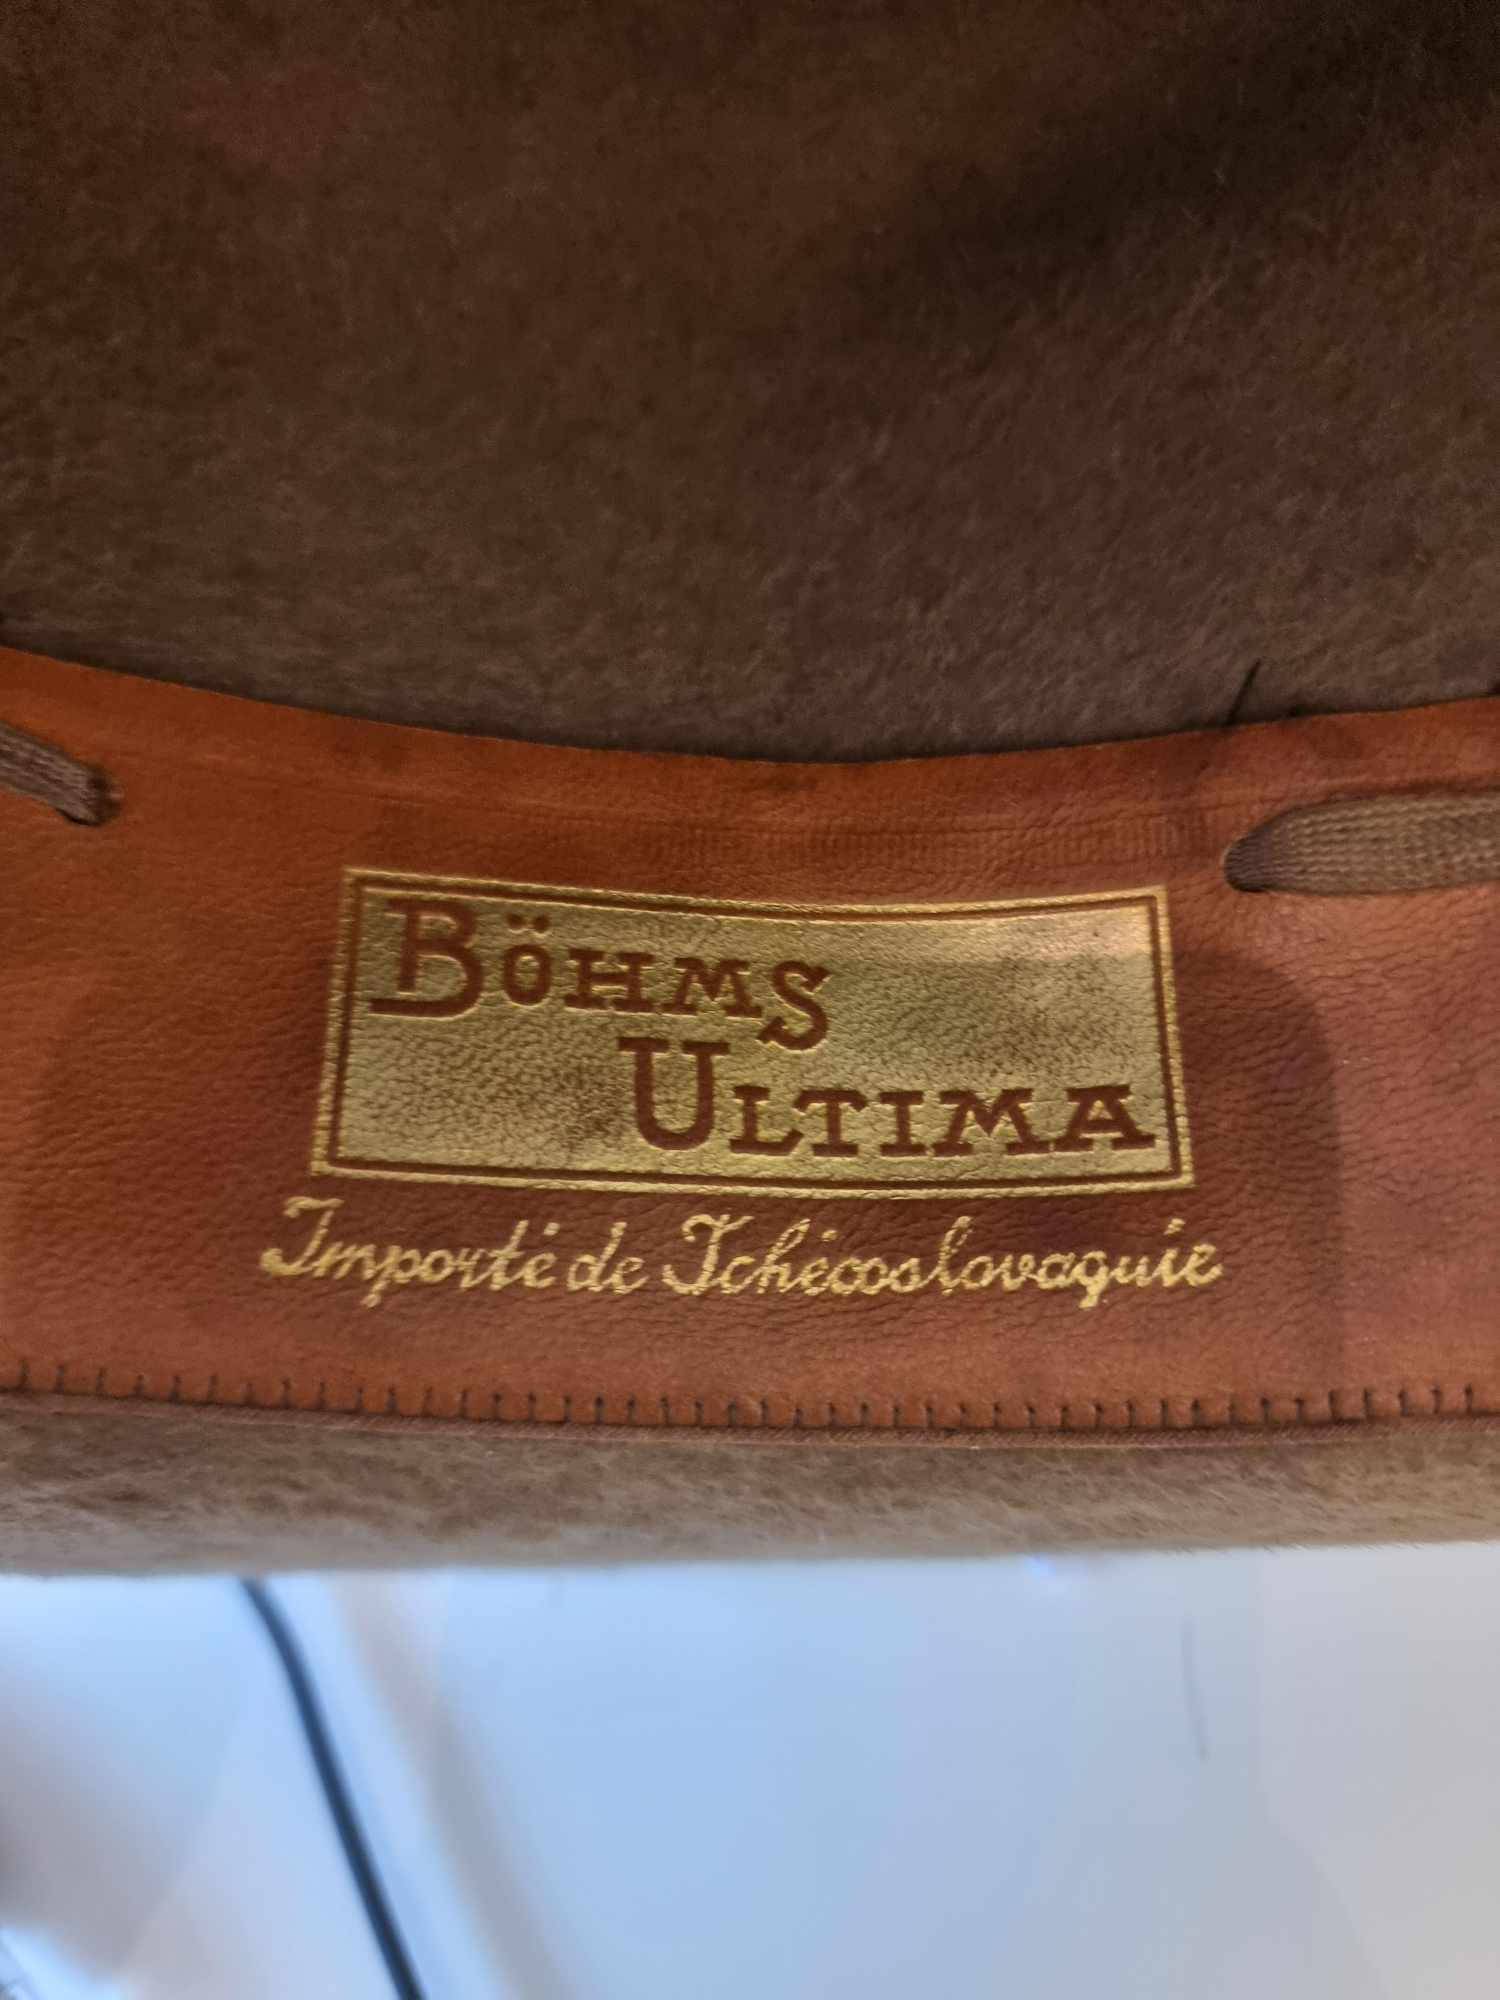 BÖHMS
ULTIMA
Importé de Tchécoslovaquie